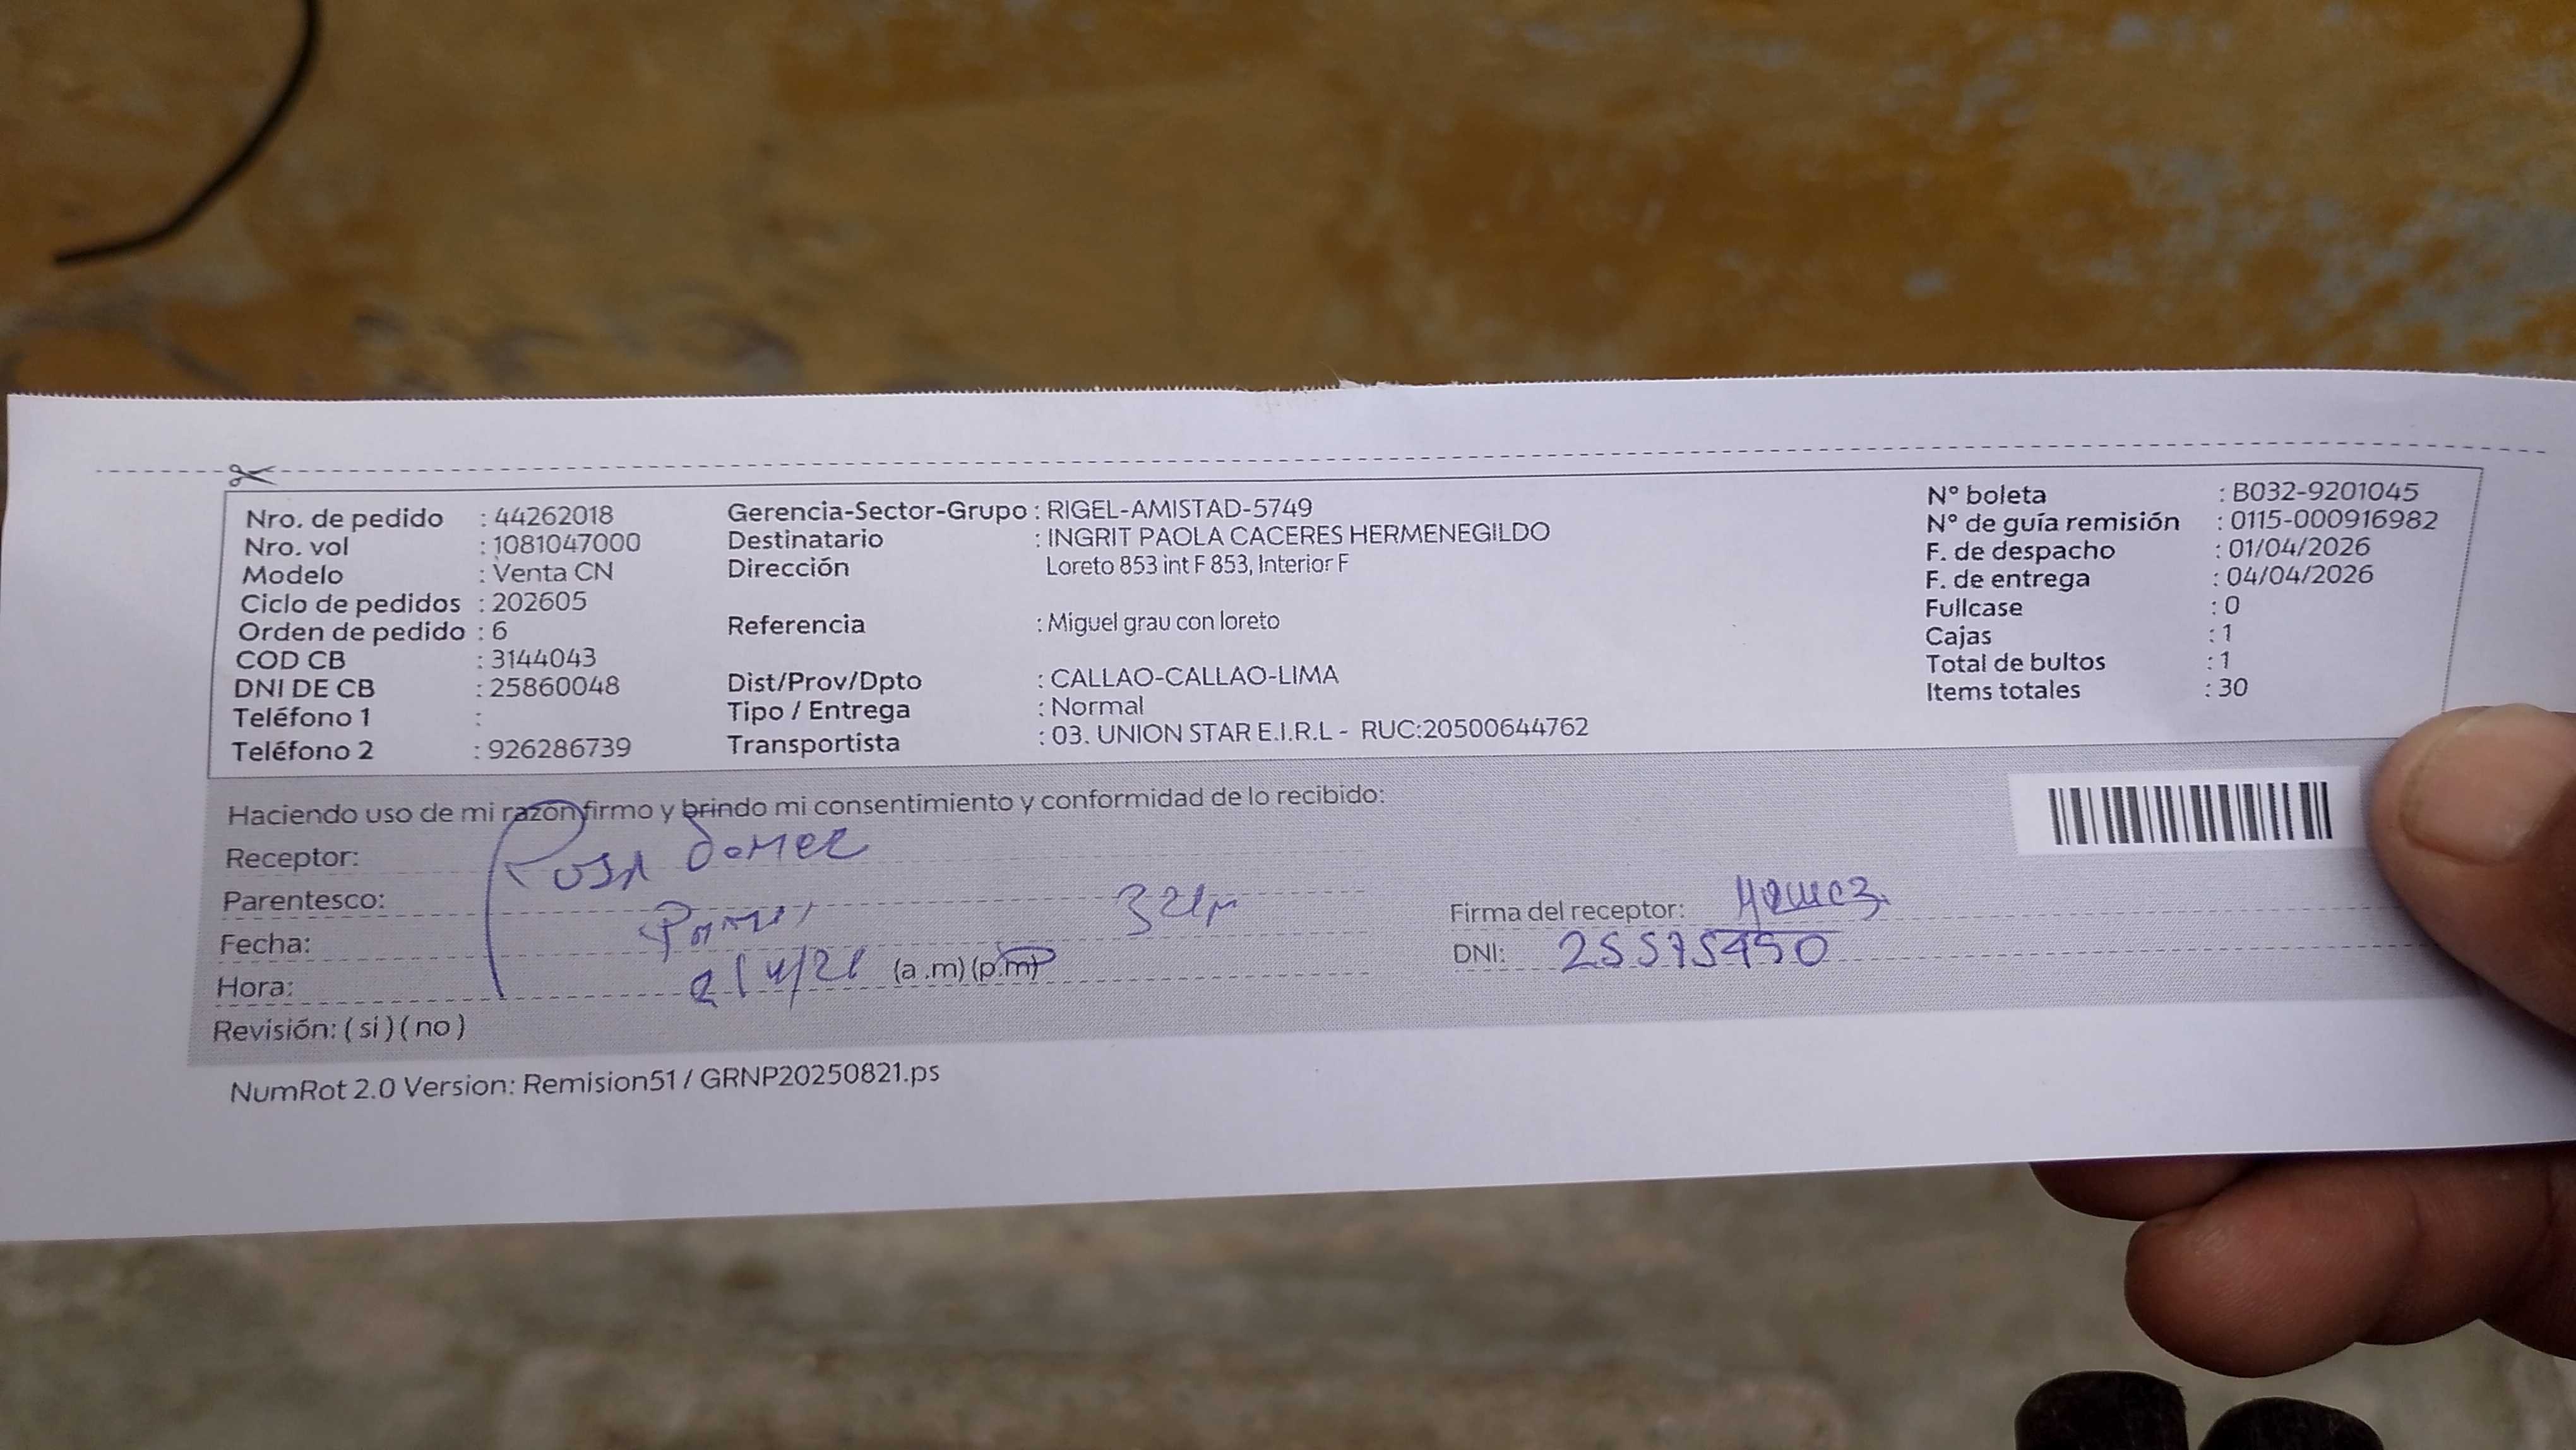 Nro. de pedido : 44262018
Nro. vol : 1081047000
Modelo : Venta CN
Ciclo de pedidos : 202605
Orden de pedido : 6
COD CB : 3144043
DNI DE CB : 25860048
Teléfono 1 :
Teléfono 2 : 926286739
Gerencia-Sector-Grupo : RIGEL-AMISTAD-5749
Destinatario : INGRIT PAOLA CACERES HERMENEGILDO
Dirección Loreto 853 int F 853, Interior F
Referencia : Miguel grau con loreto
Dist/Prov/Dpto : CALLAO-CALLAO-LIMA
Tipo / Entrega : Normal
Transportista : 03. UNION STAR E.I.R.L - RUC:20500644762
N° boleta : B032-9201045
N° de guía remisión : 0115-000916982
F. de despacho : 01/04/2026
F. de entrega : 04/04/2026
Fullcase : 0
Cajas : 1
Total de bultos : 1
Items totales : 30
Haciendo uso de mi razón firmo y brindo mi consentimiento y conformidad de lo recibido:
Receptor: Rosa
Parentesco:
Fecha:
Hora: (a .m) (p.m)
Revisión: ( si ) ( no )
Firma del receptor:
DNI:
NumRot 2.0 Version: Remision51 / GRNP20250821.ps